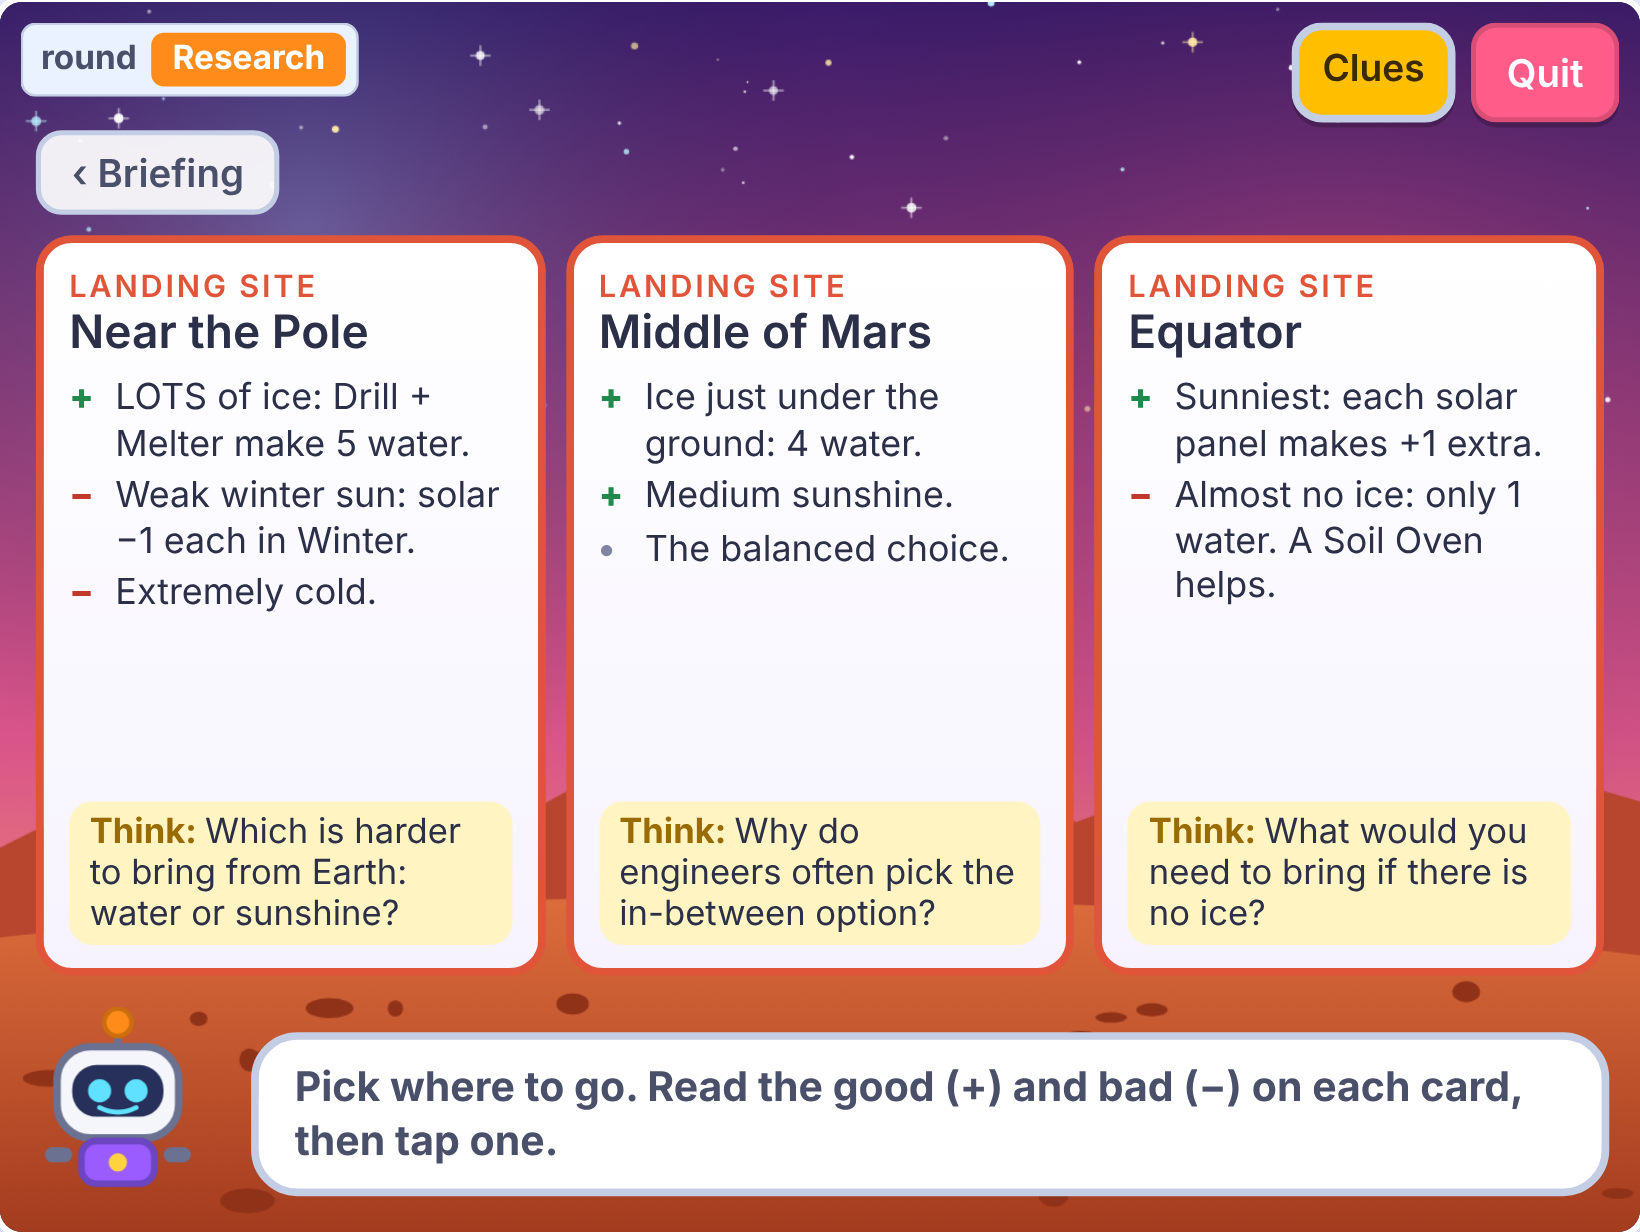 round Research
Clues
Quit
‹ Briefing
LANDING SITE
Near the Pole
+ LOTS of ice: Drill +
Melter make 5 water.
− Weak winter sun: solar
−1 each in Winter.
− Extremely cold.
Think: Which is harder
to bring from Earth:
water or sunshine?
LANDING SITE
Middle of Mars
+ Ice just under the
ground: 4 water.
+ Medium sunshine.
• The balanced choice.
Think: Why do
engineers often pick the
in-between option?
LANDING SITE
Equator
+ Sunniest: each solar
panel makes +1 extra.
− Almost no ice: only 1
water. A Soil Oven
helps.
Think: What would you
need to bring if there is
no ice?
Pick where to go. Read the good (+) and bad (−) on each card,
then tap one.